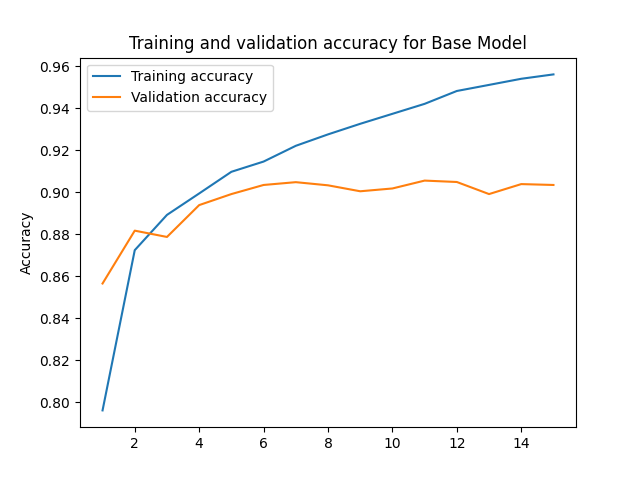 Training and validation accuracy for Base Model
Training accuracy
Validation accuracy
Accuracy
0.96
0.94
0.92
0.90
0.88
0.86
0.84
0.82
0.80
2 4 6 8 10 12 14